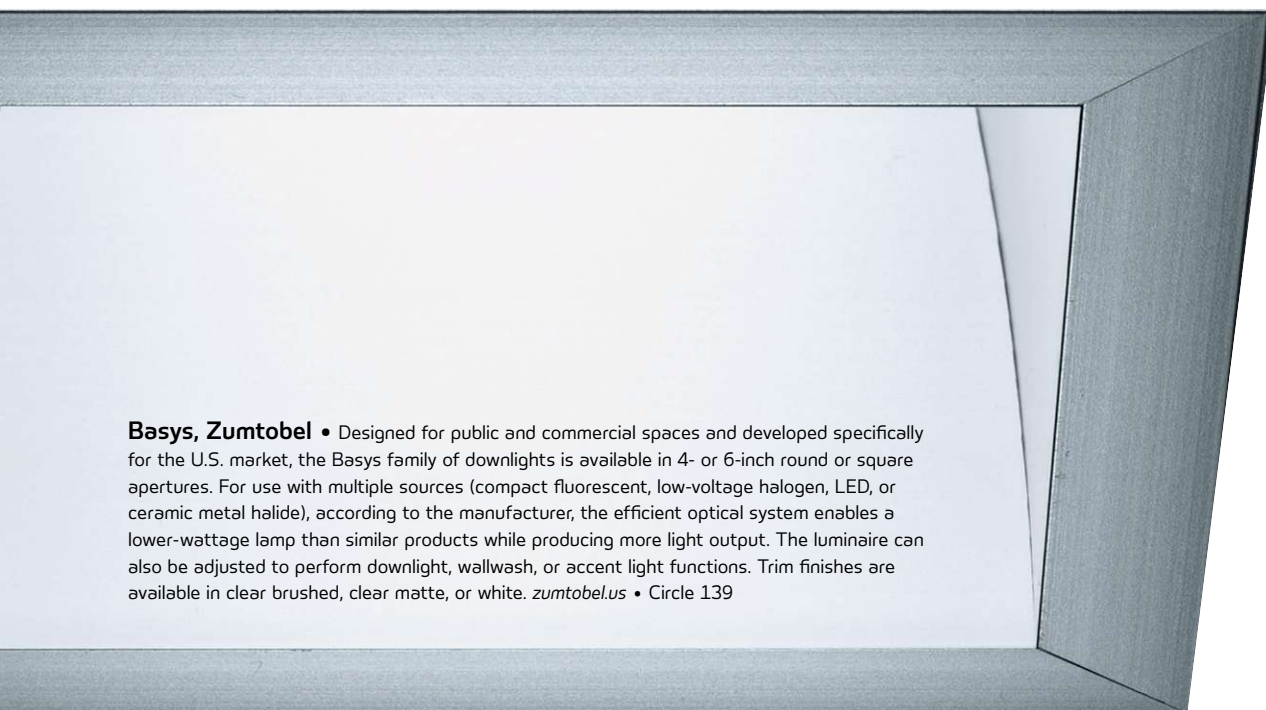 Basys, Zumtobel • Designed for public and commercial spaces and developed specifically
for the U.S. market, the Basys family of downlights is available in 4- or 6-inch round or square
apertures. For use with multiple sources (compact fluorescent, low-voltage halogen, LED, or
ceramic metal halide), according to the manufacturer, the efficient optical system enables a
lower-wattage lamp than similar products while producing more light output. The luminaire can
also be adjusted to perform downlight, wallwash, or accent light functions. Trim finishes are
available in clear brushed, clear matte, or white. zumtobel.us • Circle 139